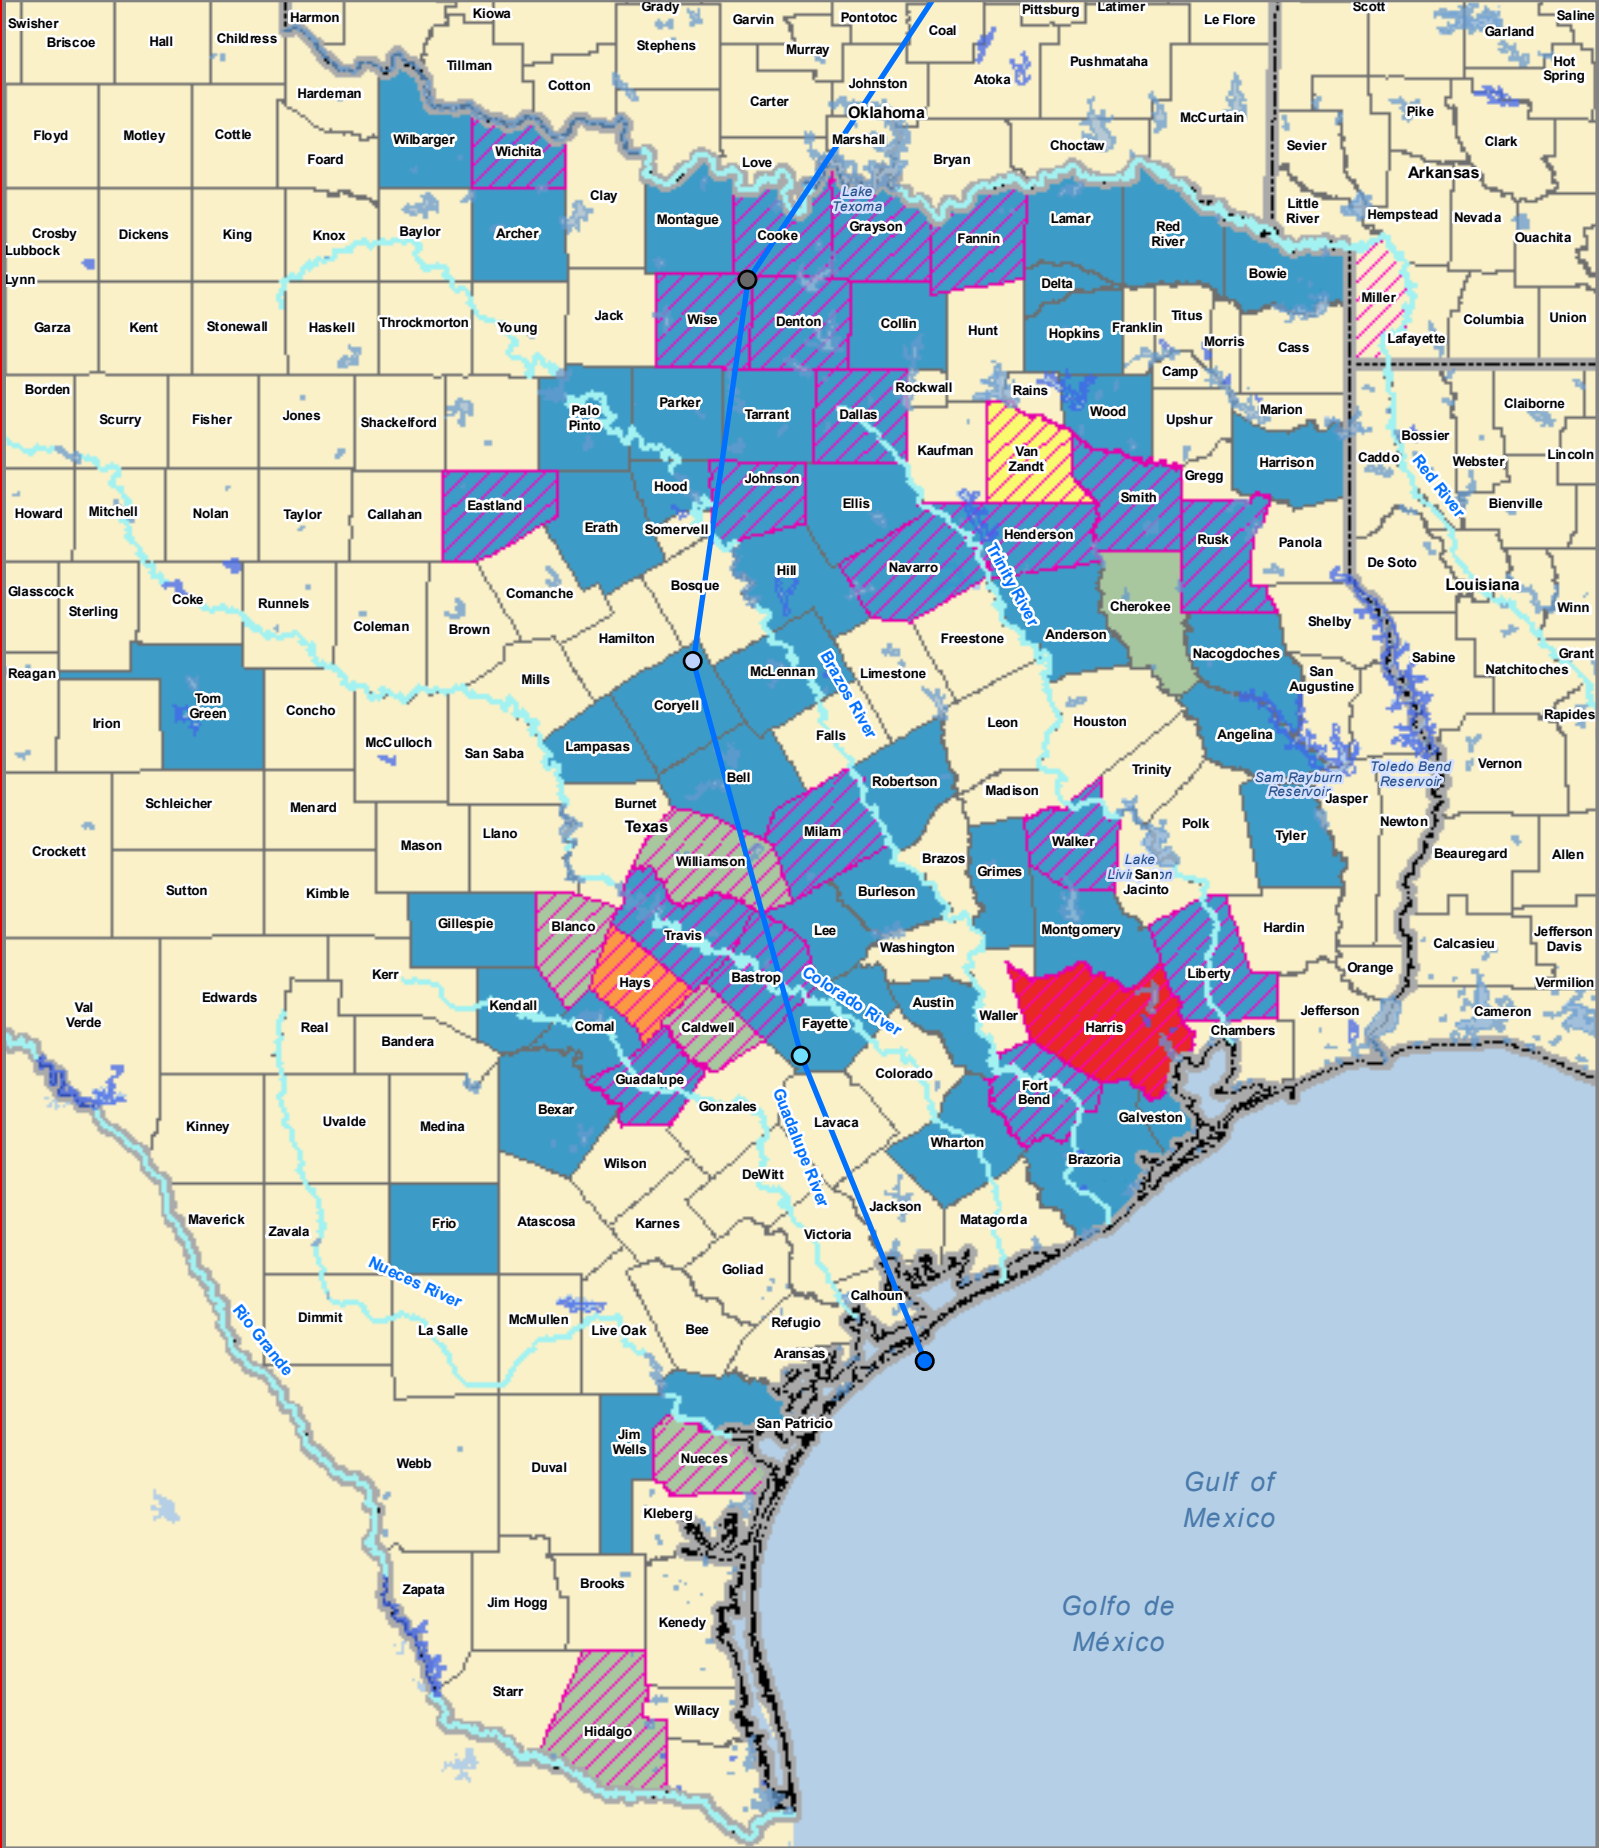 Swisher
Briscoe
Hall
Childress
Harmon
Kiowa
Tillman
Cotton
Grady
Stephens
Garvin
Murray
Pontotoc
Coal
Pittsburg
Latimer
Le Flore
Scott
Saline
Garland
Hot
Spring
Pushmataha
Atoka
Johnston
Carter
Oklahoma
Marshall
Love
Bryan
Choctaw
McCurtain
Sevier
Pike
Clark
Arkansas
Little
River
Hempstead
Nevada
Ouachita
Hardeman
Floyd
Motley
Cottle
Foard
Wilbarger
Wichita
Clay
Montague
Cooke
Lake
Texoma
Grayson
Fannin
Lamar
Red
River
Bowie
Miller
Lafayette
Columbia
Union
Crosby
Lubbock
Lynn
Dickens
King
Knox
Baylor
Archer
Garza
Kent
Stonewall
Haskell
Throckmorton
Young
Jack
Wise
Denton
Collin
Hunt
Delta
Hopkins
Franklin
Titus
Morris
Cass
Camp
Borden
Scurry
Fisher
Jones
Shackelford
Palo
Pinto
Parker
Tarrant
Dallas
Rockwall
Rains
Wood
Upshur
Marion
Kaufman
Van
Zandt
Smith
Gregg
Harrison
Caddo
Bossier
Webster
Claiborne
Lincoln
Bienville
Red River
Howard
Mitchell
Nolan
Taylor
Callahan
Eastland
Erath
Hood
Somervell
Johnson
Ellis
Navarro
Henderson
Rusk
Panola
De Soto
Louisiana
Winn
Trinity River
Glasscock
Sterling
Coke
Runnels
Coleman
Brown
Comanche
Hamilton
Bosque
Hill
Freestone
Limestone
Anderson
Cherokee
Nacogdoches
Shelby
San
Augustine
Sabine
Natchitoches
Grant
Rapides
Reagan
Irion
Tom
Green
Concho
McCulloch
San Saba
Mills
Lampasas
Coryell
McLennan
Brazos River
Falls
Bell
Robertson
Leon
Houston
Angelina
Trinity
Madison
Sam Rayburn
Reservoir
Toledo Bend
Reservoir
Jasper
Newton
Vernon
Beauregard
Allen
Crockett
Schleicher
Menard
Mason
Llano
Burnet
Texas
Williamson
Milam
Brazos
Grimes
Walker
Lake
San
Jacinto
Polk
Tyler
Sutton
Kimble
Gillespie
Blanco
Travis
Lee
Burleson
Washington
Montgomery
Liberty
Hardin
Orange
Calcasieu
Jefferson
Davis
Vermilion
Cameron
Jefferson
Chambers
Val
Verde
Edwards
Kerr
Real
Bandera
Kendall
Comal
Hays
Caldwell
Bastrop
Colorado River
Fayette
Austin
Waller
Harris
Fort
Bend
Galveston
Brazoria
Wharton
Colorado
Kinney
Uvalde
Medina
Bexar
Guadalupe
Gonzales
Guadalupe River
Lavaca
Wilson
DeWitt
Jackson
Matagorda
Maverick
Zavala
Frio
Atascosa
Karnes
Victoria
Goliad
Calhoun
Nueces River
Rio Grande
Dimmit
La Salle
McMullen
Live Oak
Bee
Refugio
Aransas
San Patricio
Webb
Duval
Jim
Wells
Nueces
Kleberg
Zapata
Jim Hogg
Brooks
Kenedy
Starr
Hidalgo
Willacy
Gulf of
Mexico
Golfo de
México